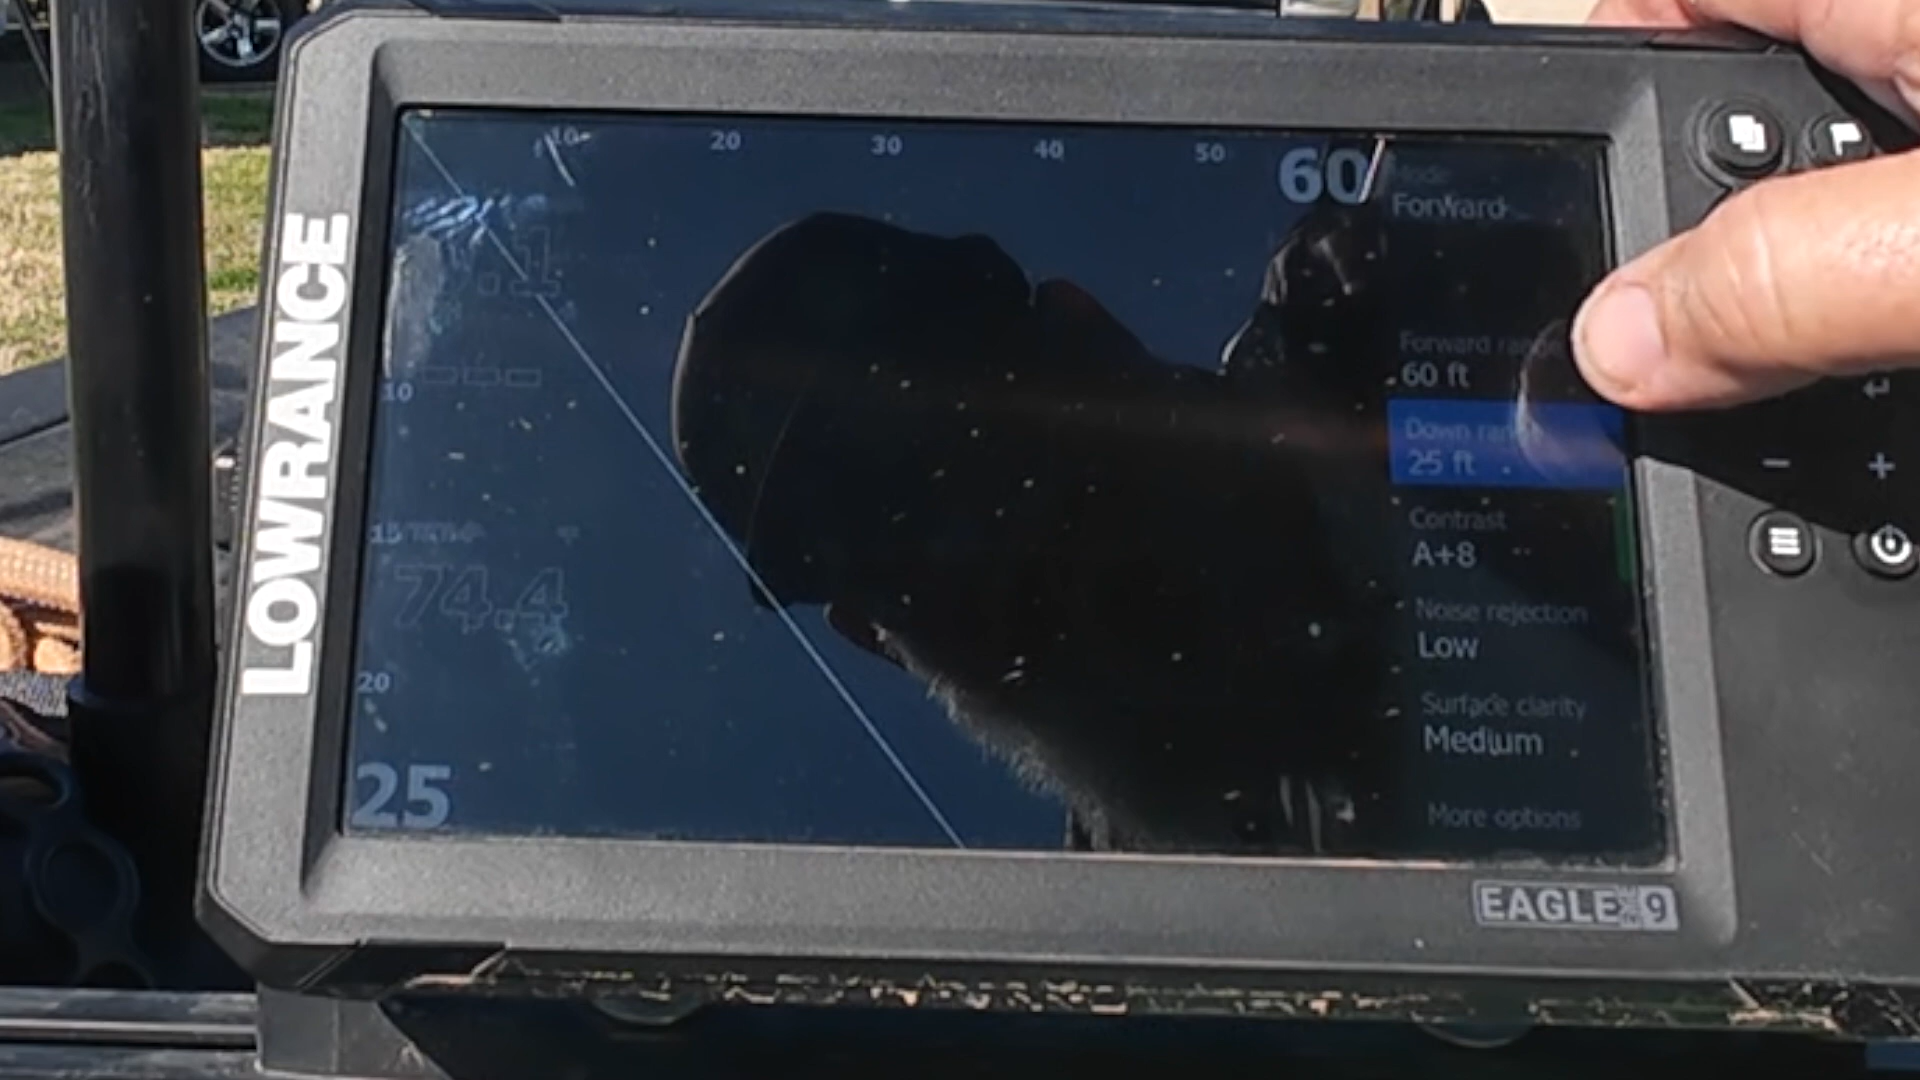 LOWRANCE
10 20 30 40 50 60
10
15
74.4
20
25
Mode
Forward
Forward range
60 ft
Down range
25 ft
Contrast
A+8
Noise rejection
Low
Surface clarity
Medium
More options
EAGLE 9